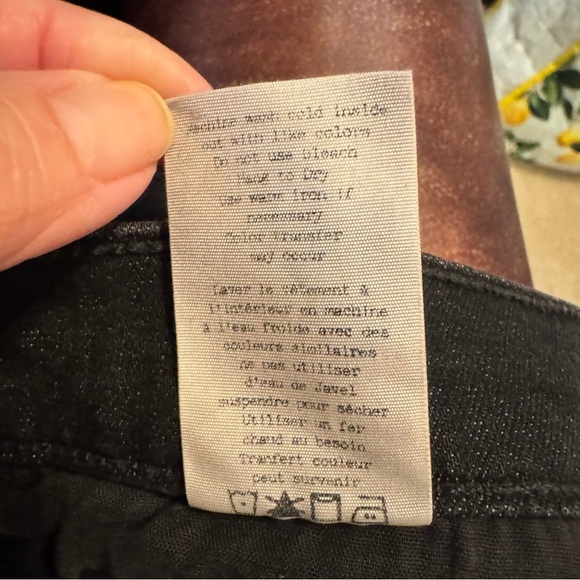 Machine wash cold inside
out with like colors
Do not use bleach
Hang to Dry
Use warm iron if
necessary
Color Transfer
may occur
Laver le vêtement &
l'intérieur en machine
à l'eau froide avec des
couleurs similaires
ne pas utiliser
d'eau de Javel
suspendre pour sécher
Utiliser un fer
chaud au besoin
Tranfert couleur
peut survenir